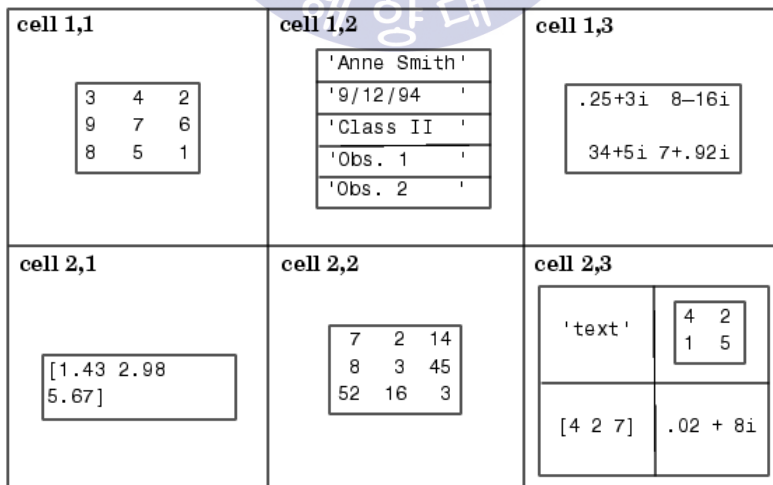 해양대
cell 1,1
3 4 2
9 7 6
8 5 1
cell 1,2
'Anne Smith'
'9/12/94 '
'Class II '
'Obs. 1 '
'Obs. 2 '
cell 1,3
.25+3i 8–16i
34+5i 7+.92i
cell 2,1
[1.43 2.98
5.67]
cell 2,2
7 2 14
8 3 45
52 16 3
cell 2,3
'text'
4 2
1 5
[4 2 7]
.02 + 8i